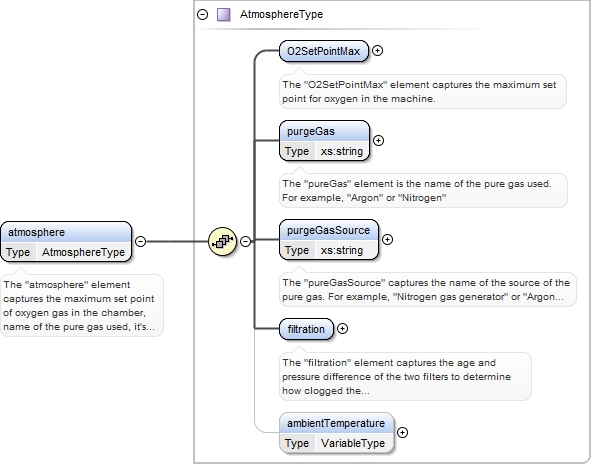 AtmosphereType
O2SetPointMax
The "O2SetPointMax" element captures the maximum set
point for oxygen in the machine.
purgeGas
Type xs:string
The "pureGas" element is the name of the pure gas used.
For example, "Argon" or "Nitrogen"
atmosphere
Type AtmosphereType
The "atmosphere" element
captures the maximum set point
of oxygen gas in the chamber,
name of the pure gas used, it's...
purgeGasSource
Type xs:string
The "pureGasSource" captures the name of the source of the
pure gas. For example, "Nitrogen gas generator" or "Argon...
filtration
The "filtration" element captures the age and
pressure difference of the two filters to determine
how clogged the...
ambientTemperature
Type VariableType